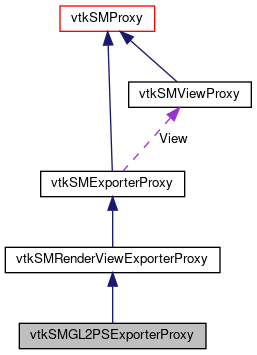 vtkSMProxy
vtkSMViewProxy
View
vtkSMExporterProxy
vtkSMRenderViewExporterProxy
vtkSMGL2PSExporterProxy